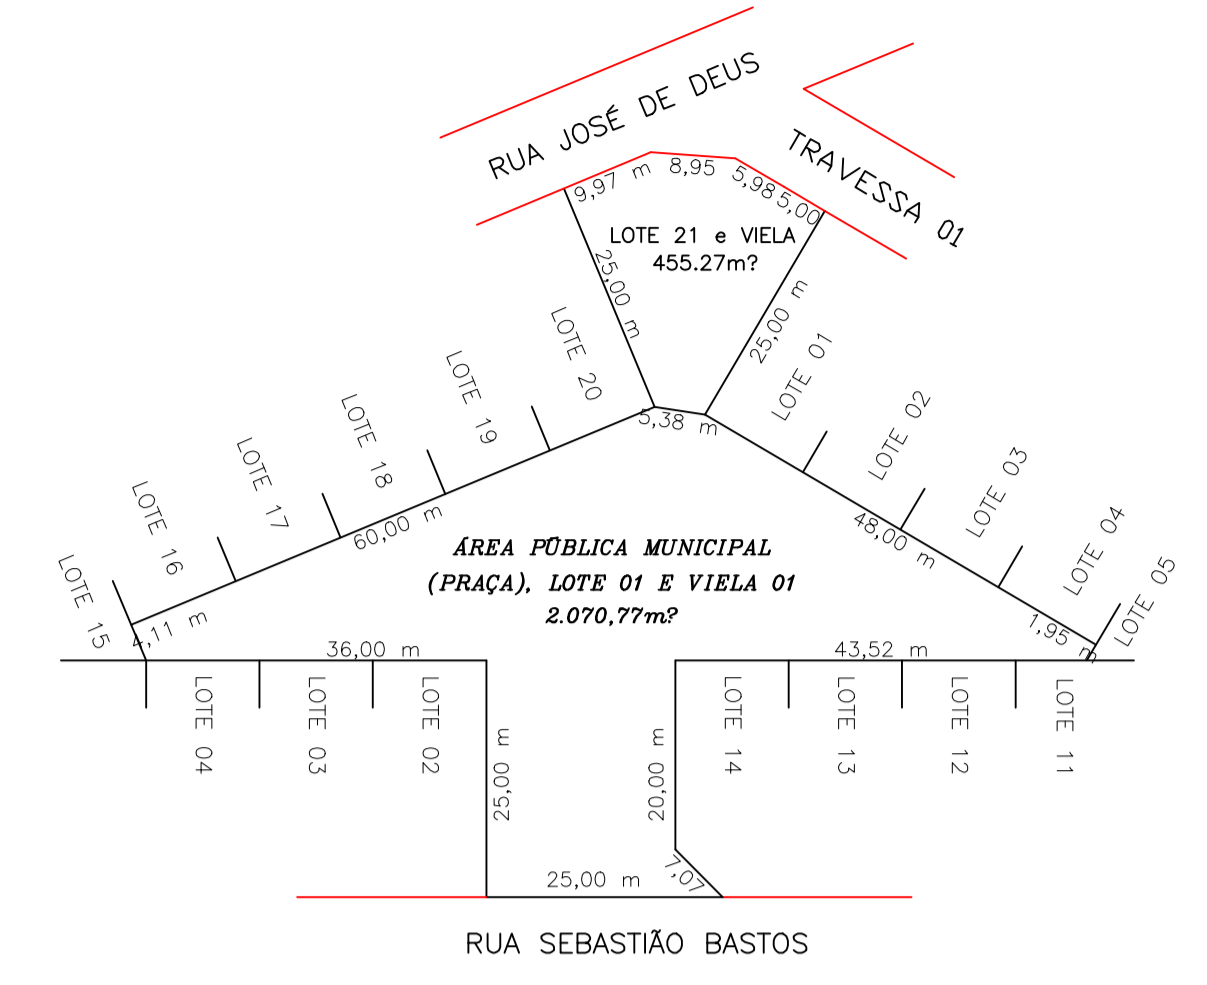 RUA JOSÉ DE DEUS
TRAVESSA 01
9,97 m
8,95
5,98
5,00
LOTE 21 e VIELA
455.27m?
25,00 m
25,00 m
5,38 m
LOTE 20
LOTE 19
LOTE 18
LOTE 17
LOTE 16
LOTE 15
LOTE 01
LOTE 02
LOTE 03
LOTE 04
LOTE 05
60,00 m
48,00 m
ÁREA PÚBLICA MUNICIPAL
(PRAÇA), LOTE 01 E VIELA 01
2.070,77m?
4,11 m
1,95 m
36,00 m
43,52 m
LOTE 04
LOTE 03
LOTE 02
LOTE 14
LOTE 13
LOTE 12
LOTE 11
25,00 m
20,00 m
7,07
25,00 m
RUA SEBASTIÃO BASTOS